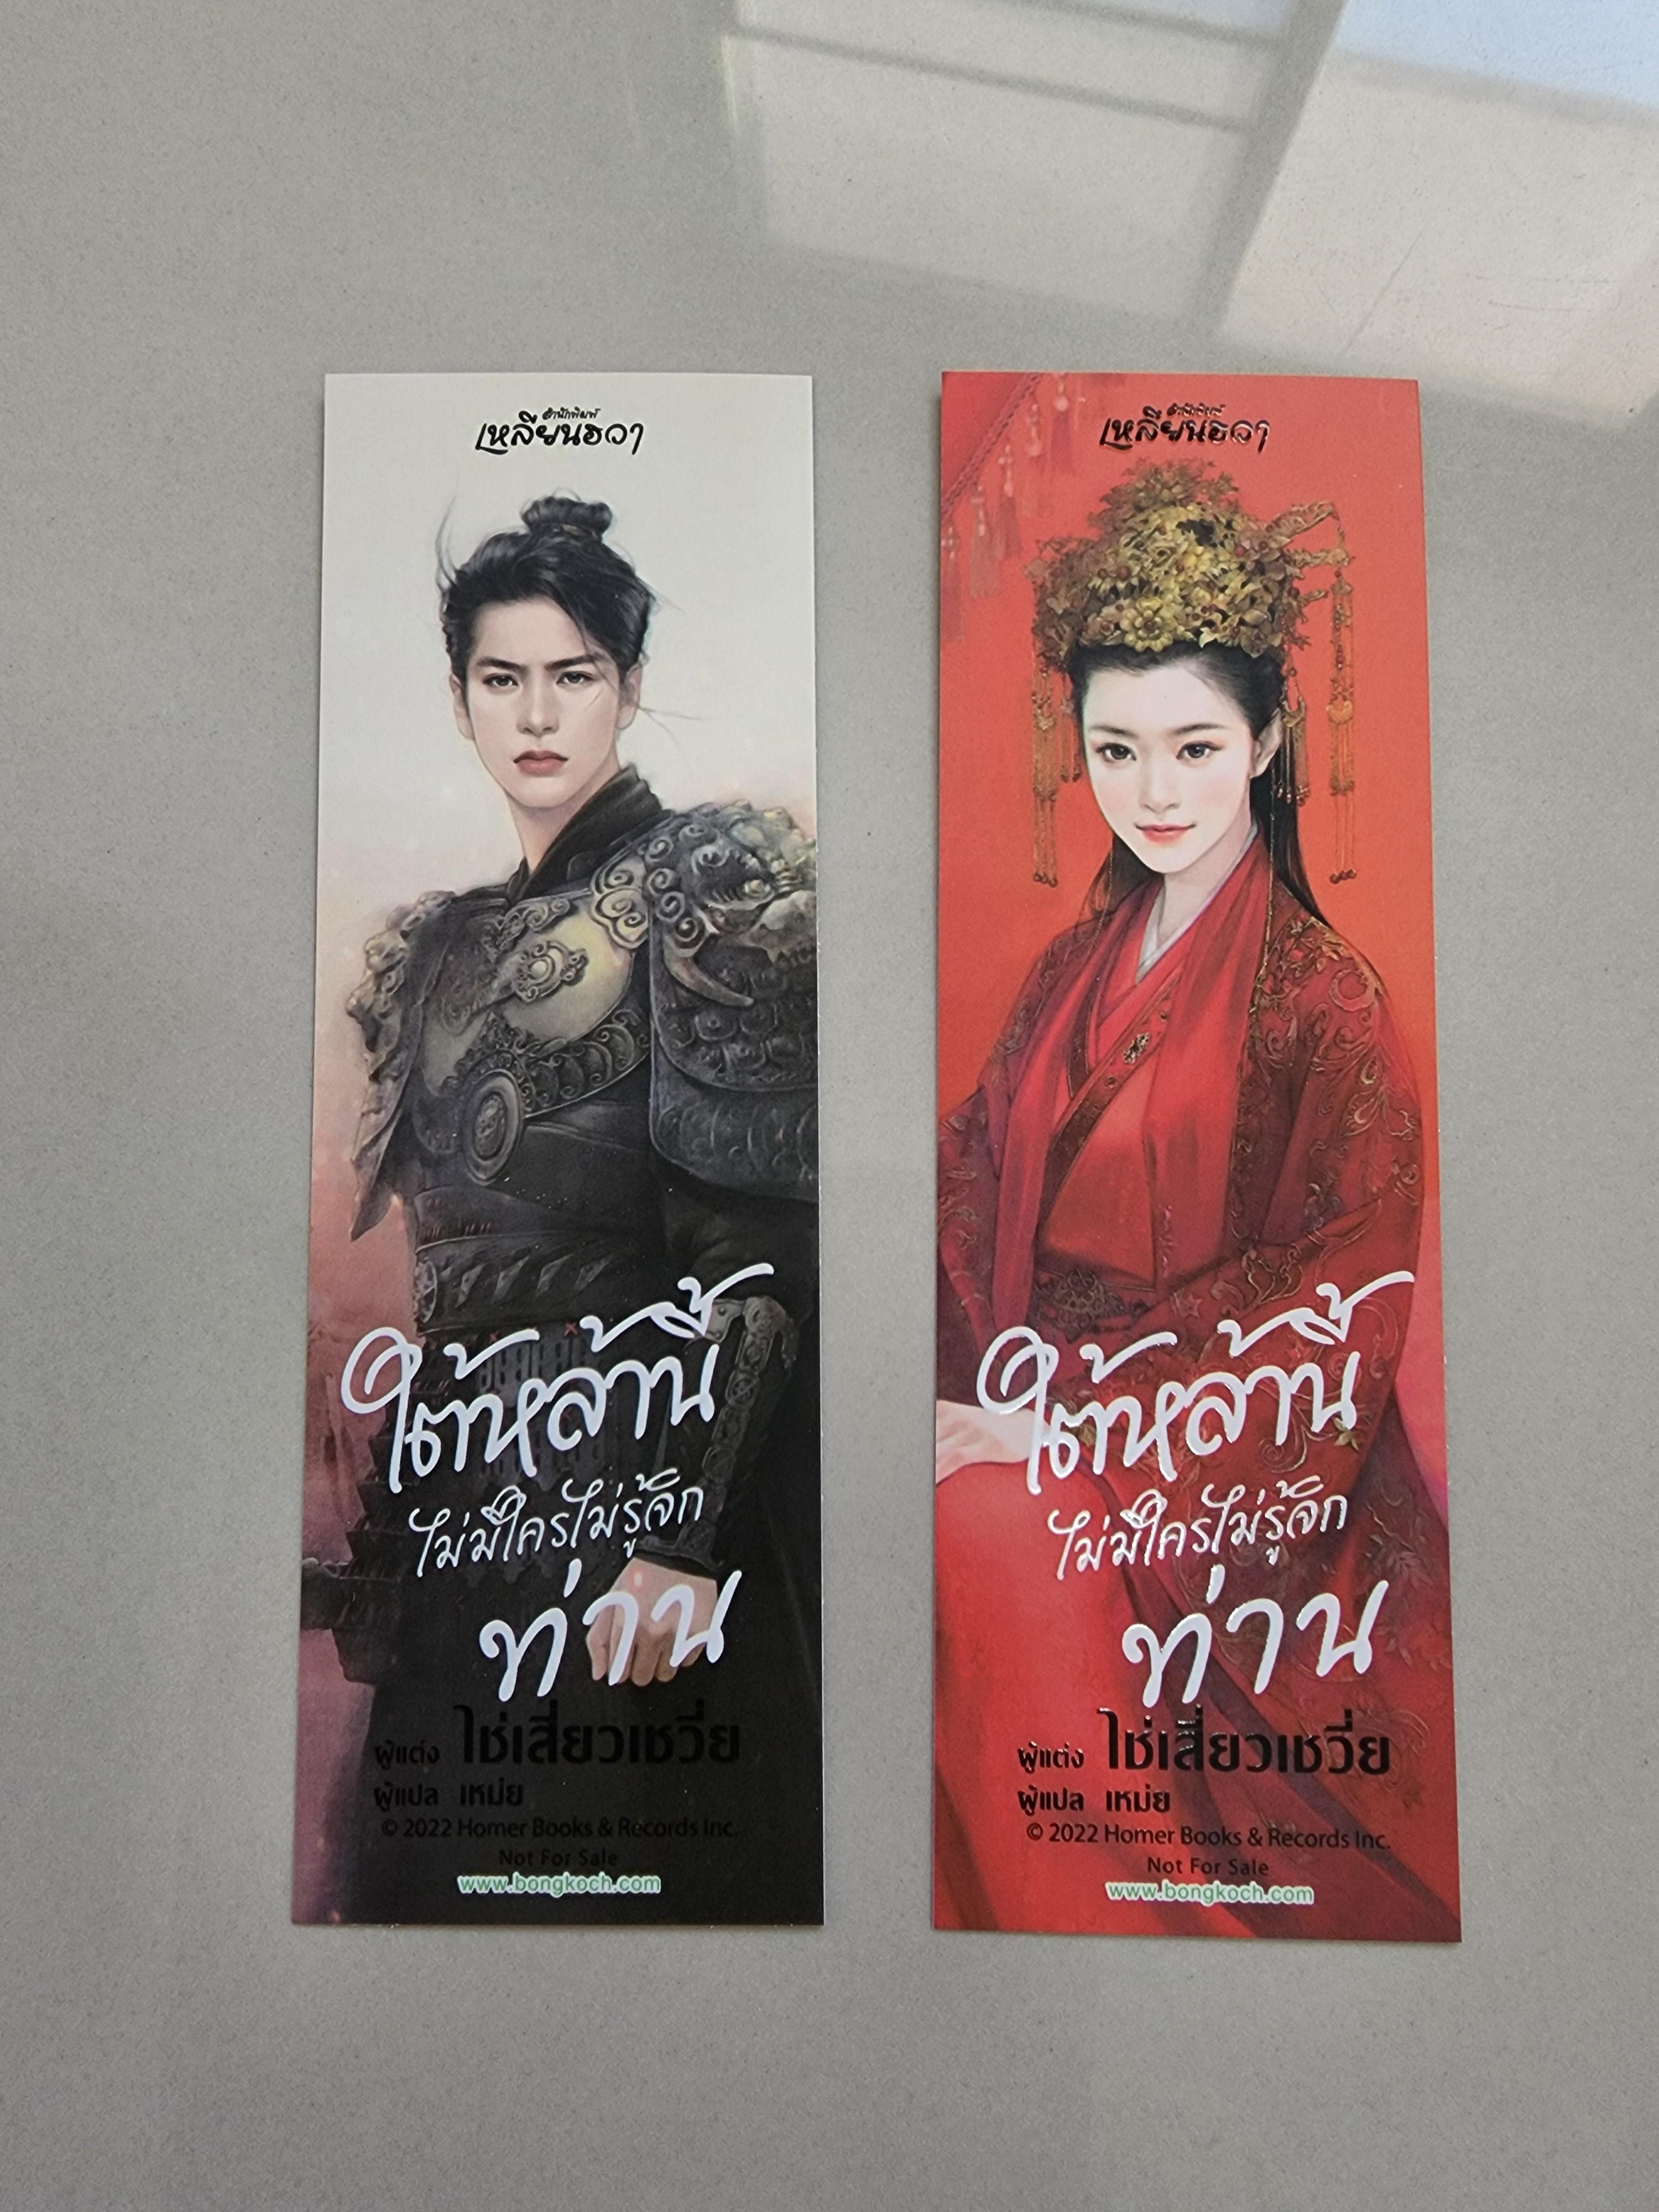 สำนักพิมพ์
เหลียนฮวา
ใต้หล้านี้
ไม่มีใครไม่รู้จัก
ท่าน
ผู้แต่ง ไช่เสี่ยวเชวี่ย
ผู้แปล เหม่ย
© 2022 Homer Books & Records Inc.
Not For Sale
www.bongkoch.com
สำนักพิมพ์
เหลียนฮวา
ใต้หล้านี้
ไม่มีใครไม่รู้จัก
ท่าน
ผู้แต่ง ไช่เสี่ยวเชวี่ย
ผู้แปล เหม่ย
© 2022 Homer Books & Records Inc.
Not For Sale
www.bongkoch.com